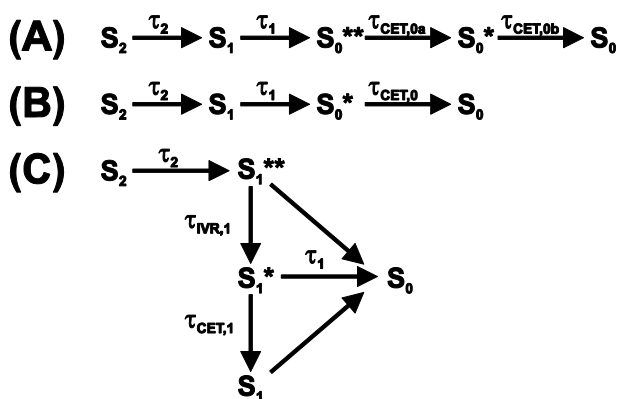 (A) S₂ τ₂ S₁ τ₁ S₀** τCET,0a S₀* τCET,0b S₀
(B) S₂ τ₂ S₁ τ₁ S₀* τCET,0 S₀
(C) S₂ τ₂ S₁**
τIVR,1
S₁* τ₁ S₀
τCET,1
S₁